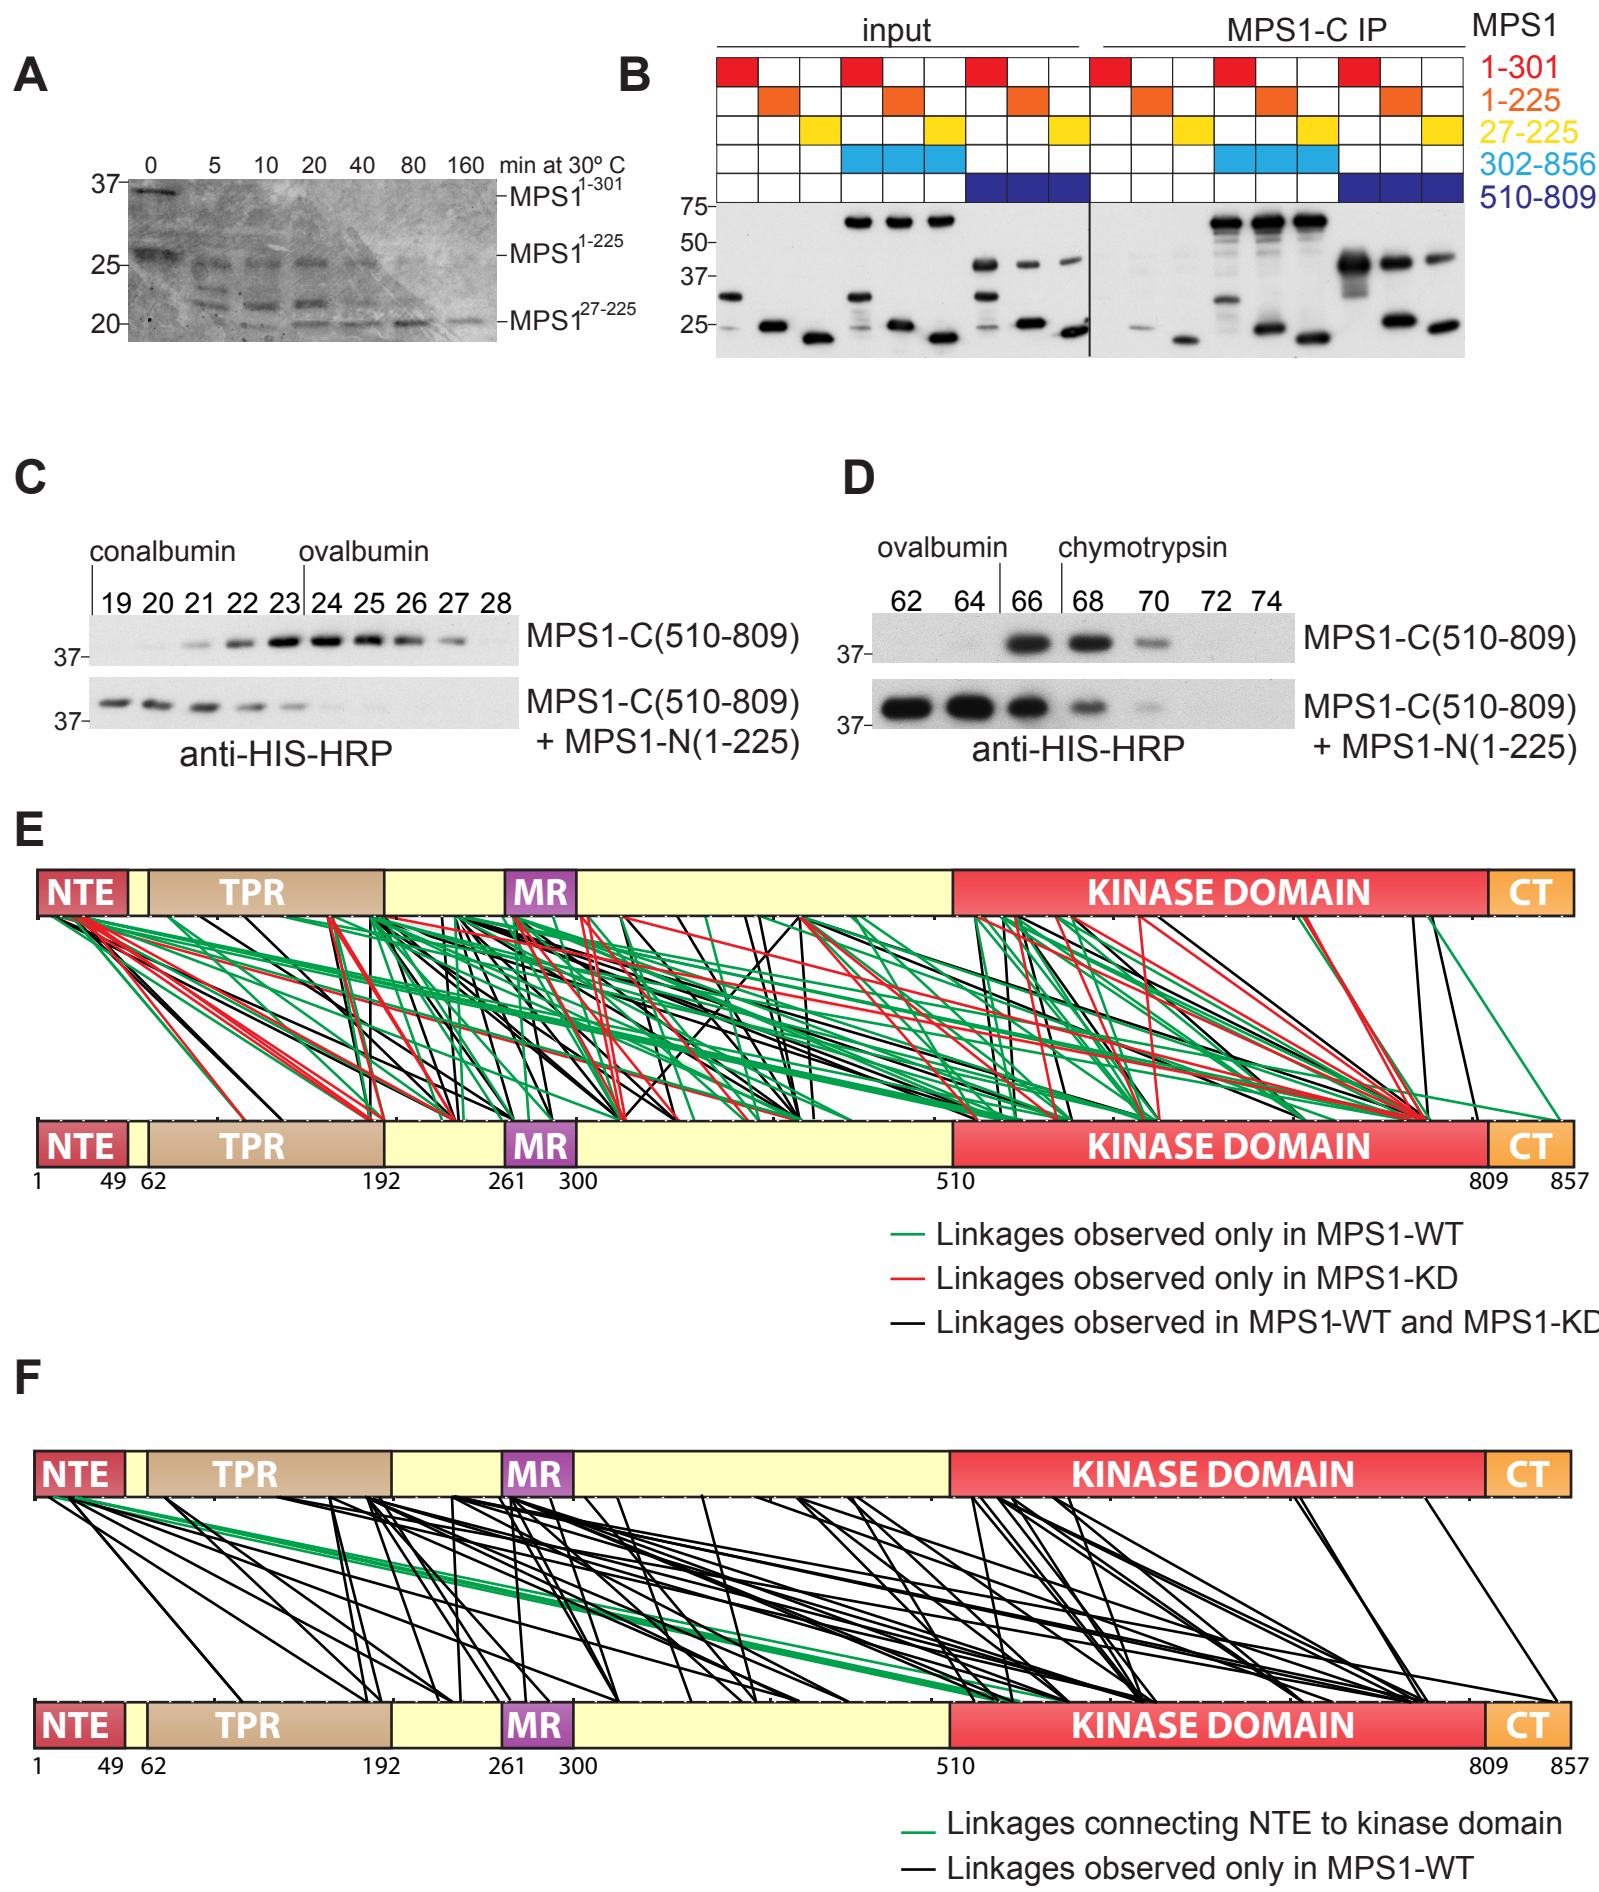 A
0 5 10 20 40 80 160 min at 30º C
37
MPS1 1-301
MPS1 1-225
25
MPS1 27-225
20
B
input MPS1-C IP MPS1
1-301
1-225
27-225
302-856
510-809
75
50
37
25
C
conalbumin ovalbumin
19 20 21 22 23 24 25 26 27 28
37
MPS1-C(510-809)
37
MPS1-C(510-809)
+ MPS1-N(1-225)
anti-HIS-HRP
D
ovalbumin chymotrypsin
62 64 66 68 70 72 74
37
MPS1-C(510-809)
37
MPS1-C(510-809)
+ MPS1-N(1-225)
anti-HIS-HRP
E
NTE TPR MR KINASE DOMAIN CT
NTE TPR MR KINASE DOMAIN CT
1 49 62 192 261 300 510 809 857
Linkages observed only in MPS1-WT
Linkages observed only in MPS1-KD
Linkages observed in MPS1-WT and MPS1-KD
F
NTE TPR MR KINASE DOMAIN CT
NTE TPR MR KINASE DOMAIN CT
1 49 62 192 261 300 510 809 857
Linkages connecting NTE to kinase domain
Linkages observed only in MPS1-WT